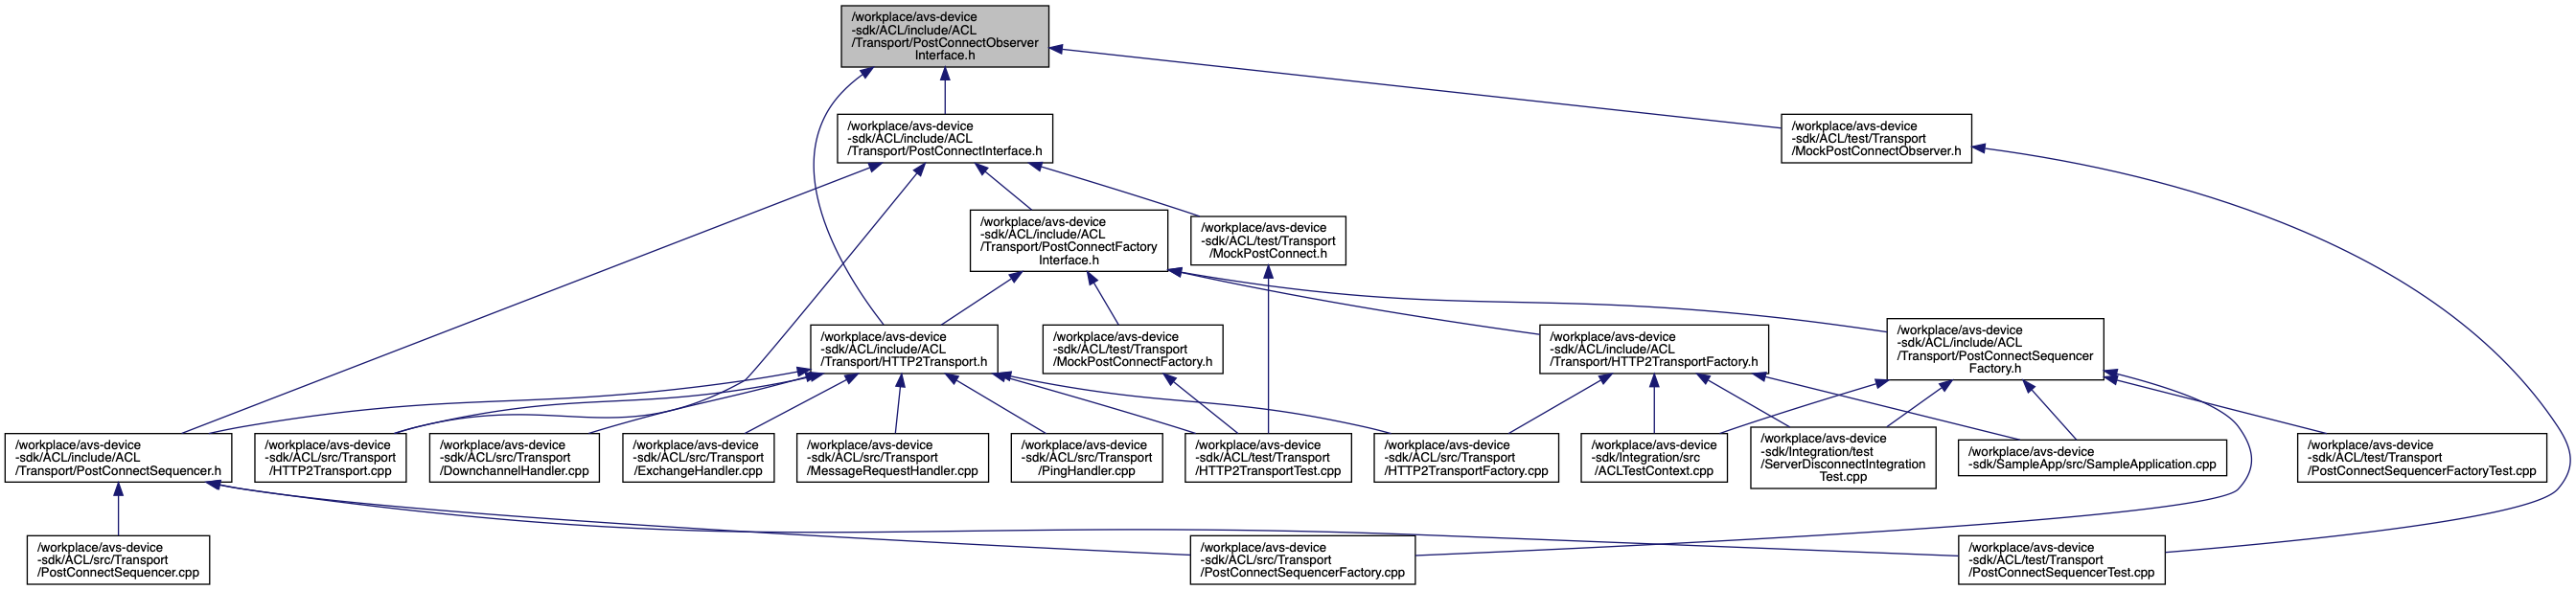 /workplace/avs-device
-sdk/ACL/include/ACL
/Transport/PostConnectObserver
Interface.h
/workplace/avs-device
-sdk/ACL/include/ACL
/Transport/PostConnectInterface.h
/workplace/avs-device
-sdk/ACL/test/Transport
/MockPostConnectObserver.h
/workplace/avs-device
-sdk/ACL/include/ACL
/Transport/PostConnectFactory
Interface.h
/workplace/avs-device
-sdk/ACL/test/Transport
/MockPostConnect.h
/workplace/avs-device
-sdk/ACL/include/ACL
/Transport/HTTP2Transport.h
/workplace/avs-device
-sdk/ACL/test/Transport
/MockPostConnectFactory.h
/workplace/avs-device
-sdk/ACL/include/ACL
/Transport/HTTP2TransportFactory.h
/workplace/avs-device
-sdk/ACL/include/ACL
/Transport/PostConnectSequencer
Factory.h
/workplace/avs-device
-sdk/ACL/include/ACL
/Transport/PostConnectSequencer.h
/workplace/avs-device
-sdk/ACL/src/Transport
/HTTP2Transport.cpp
/workplace/avs-device
-sdk/ACL/src/Transport
/DownchannelHandler.cpp
/workplace/avs-device
-sdk/ACL/src/Transport
/ExchangeHandler.cpp
/workplace/avs-device
-sdk/ACL/src/Transport
/MessageRequestHandler.cpp
/workplace/avs-device
-sdk/ACL/src/Transport
/PingHandler.cpp
/workplace/avs-device
-sdk/ACL/test/Transport
/HTTP2TransportTest.cpp
/workplace/avs-device
-sdk/ACL/src/Transport
/HTTP2TransportFactory.cpp
/workplace/avs-device
-sdk/Integration/src
/ACLTestContext.cpp
/workplace/avs-device
-sdk/Integration/test
/ServerDisconnectIntegration
Test.cpp
/workplace/avs-device
-sdk/SampleApp/src/SampleApplication.cpp
/workplace/avs-device
-sdk/ACL/test/Transport
/PostConnectSequencerFactoryTest.cpp
/workplace/avs-device
-sdk/ACL/src/Transport
/PostConnectSequencer.cpp
/workplace/avs-device
-sdk/ACL/src/Transport
/PostConnectSequencerFactory.cpp
/workplace/avs-device
-sdk/ACL/test/Transport
/PostConnectSequencerTest.cpp